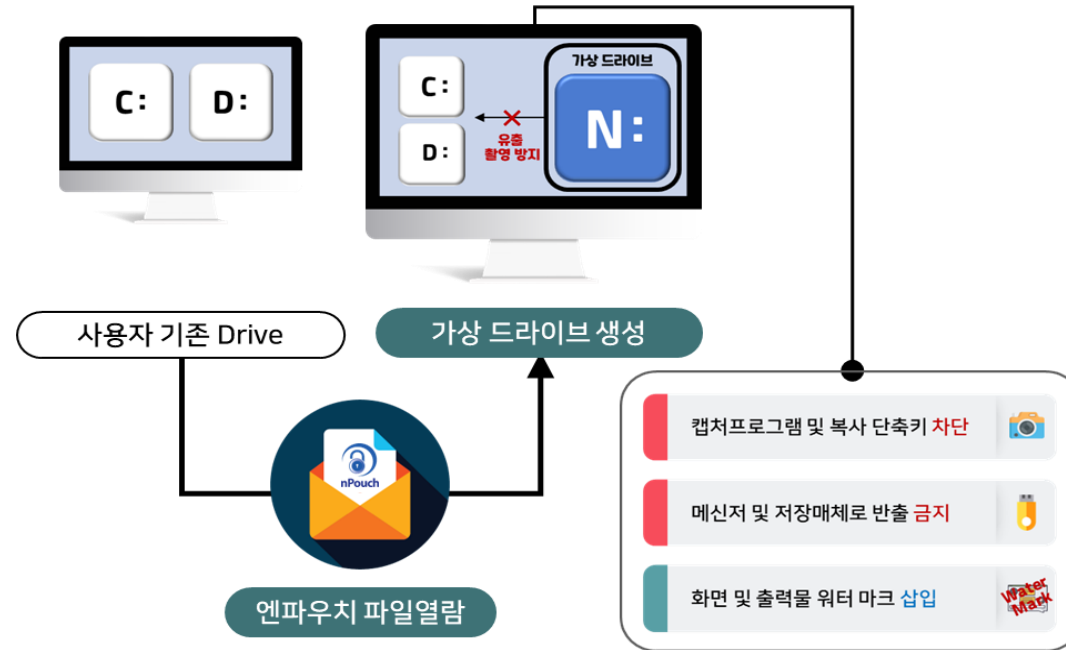 C:
D:
C:
D:
유출
촬영 방지
가상 드라이브
N:
사용자 기존 Drive
가상 드라이브 생성
nPouch
엔파우치 파일열람
캡처프로그램 및 복사 단축키 차단
메신저 및 저장매체로 반출 금지
화면 및 출력물 워터 마크 삽입
Water
Mark